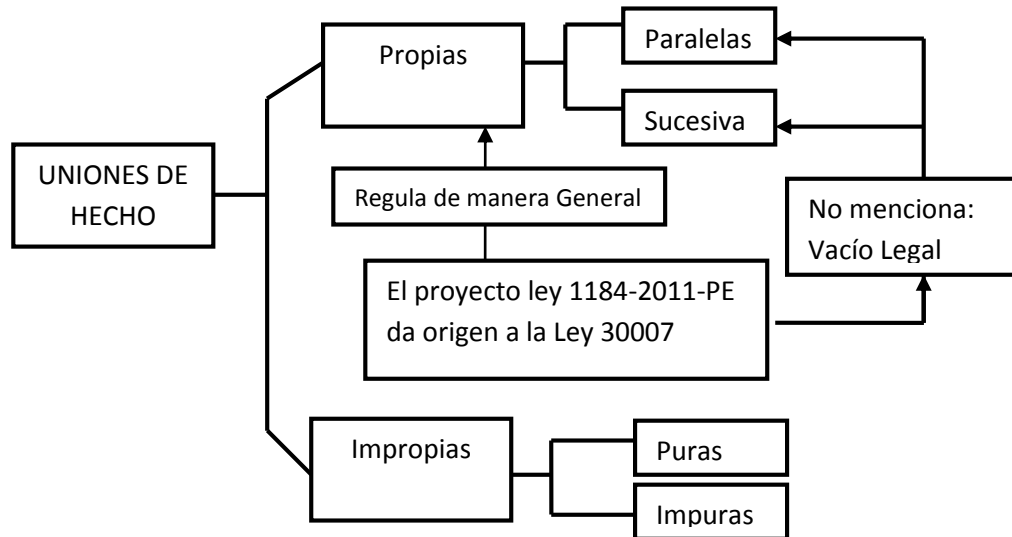 Paralelas
Propias
Sucesiva
UNIONES DE
HECHO
Regula de manera General
No menciona:
Vacío Legal
El proyecto ley 1184-2011-PE
da origen a la Ley 30007
Impropias
Puras
Impuras